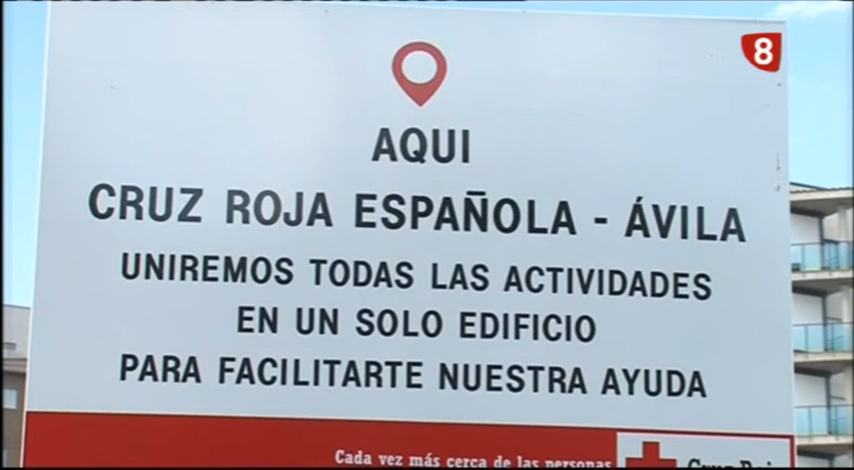 8
AQUI
CRUZ ROJA ESPAÑOLA - ÁVILA
UNIREMOS TODAS LAS ACTIVIDADES
EN UN SOLO EDIFICIO
PARA FACILITARTE NUESTRA AYUDA
Cada vez más cerca de las personas
Cruz